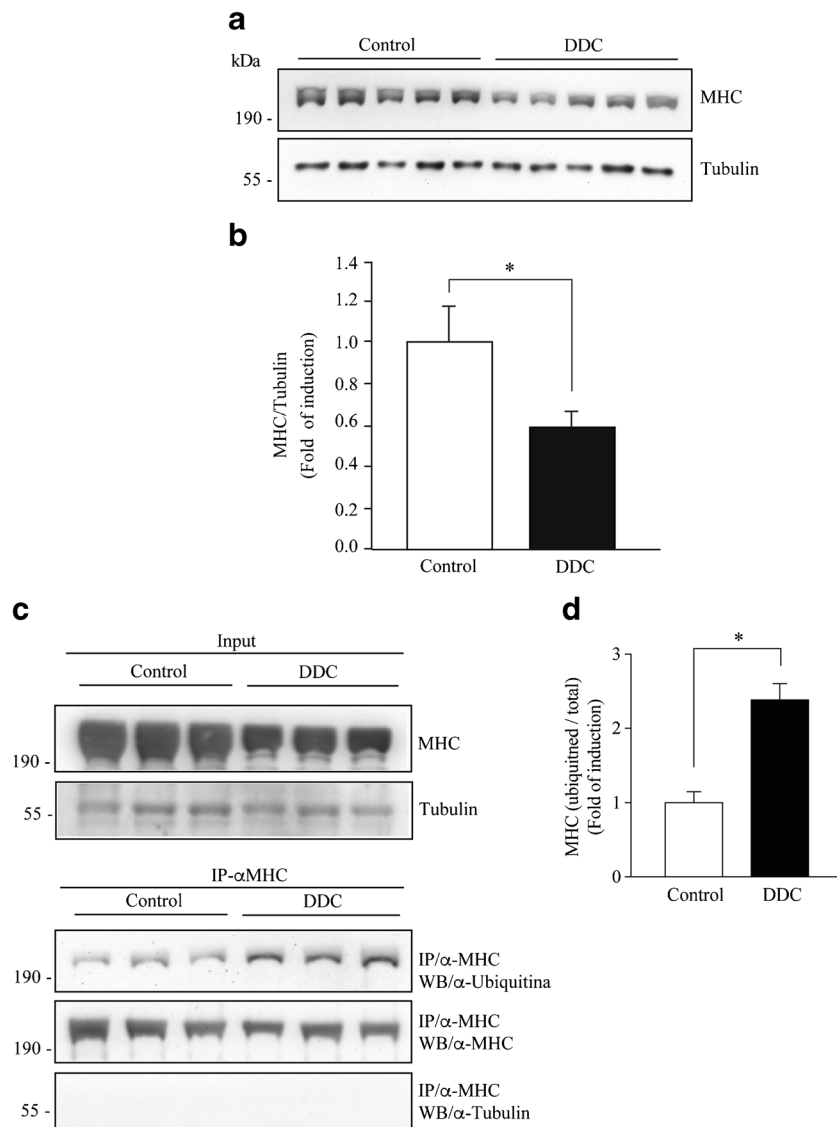 a
Control DDC
kDa
MHC
190 -
Tubulin
55 -
b
1.4
1.2
1.0
0.8
0.6
0.4
0.2
0.0
MHC/Tubulin
(Fold of induction)
*
Control DDC
c
Input
Control DDC
MHC
190 -
Tubulin
55 -
IP-αMHC
Control DDC
IP/α-MHC
WB/α-Ubiquitina
190 -
IP/α-MHC
WB/α-MHC
190 -
IP/α-MHC
WB/α-Tubulin
55 -
d
3
2
1
0
MHC (ubiquitned / total)
(Fold of induction)
*
Control DDC